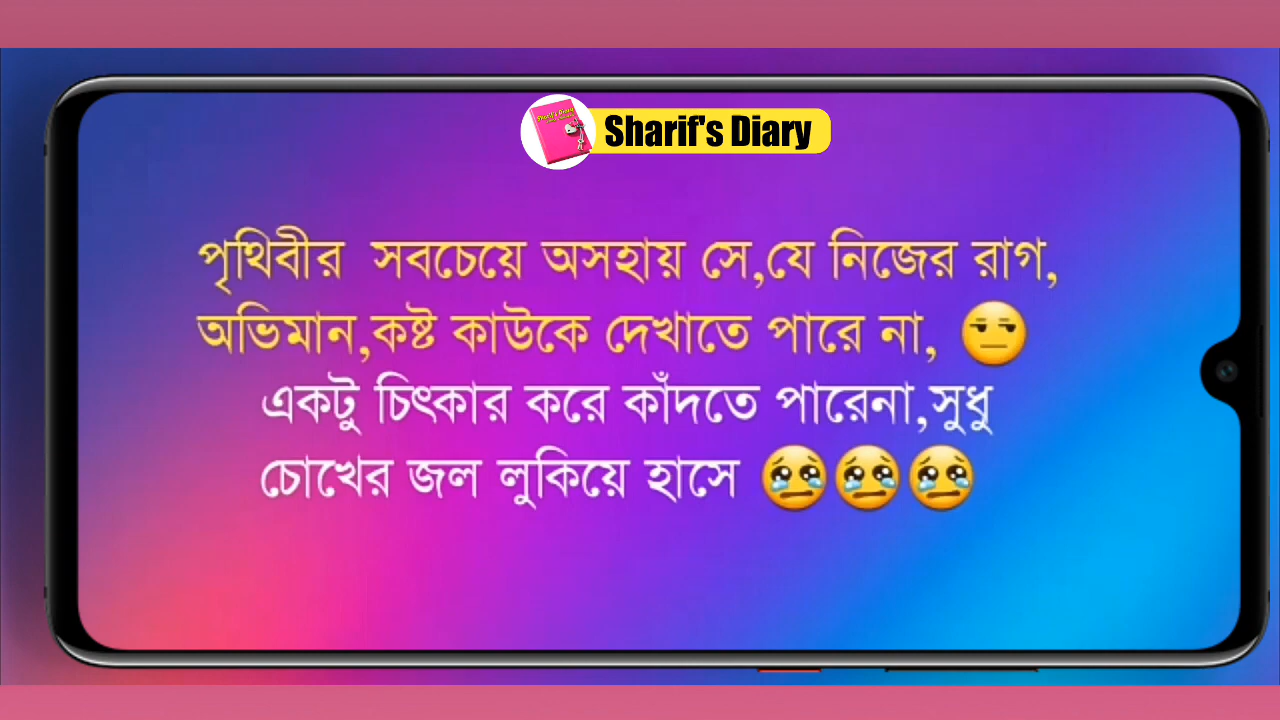 Sharif's Diary
পৃথিবীর সবচেয়ে অসহায় সে,যে নিজের রাগ,
অভিমান,কষ্ট কাউকে দেখাতে পারে না, 😒
একটু চিৎকার করে কাঁদতে পারেনা,সুধু
চোখের জল লুকিয়ে হাসে 😢😢😢